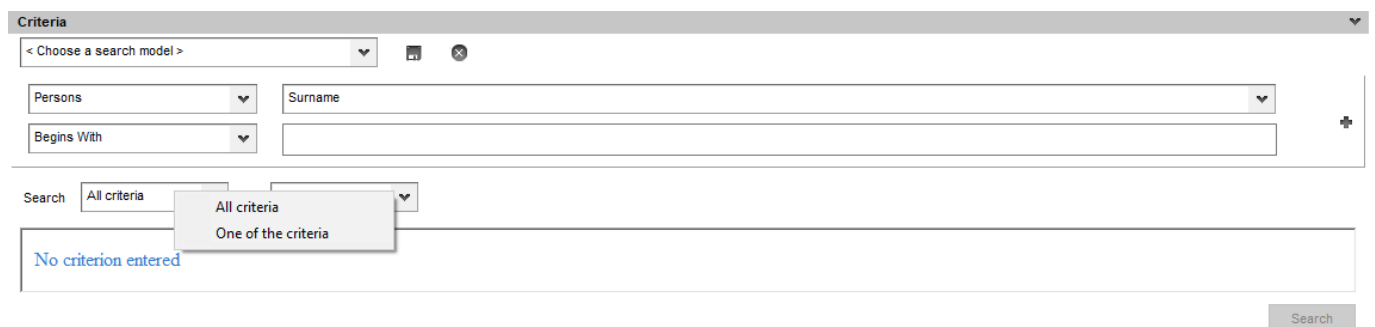 Criteria
< Choose a search model >
Persons
Surname
Begins With
Search
All criteria
All criteria
One of the criteria
No criterion entered
Search